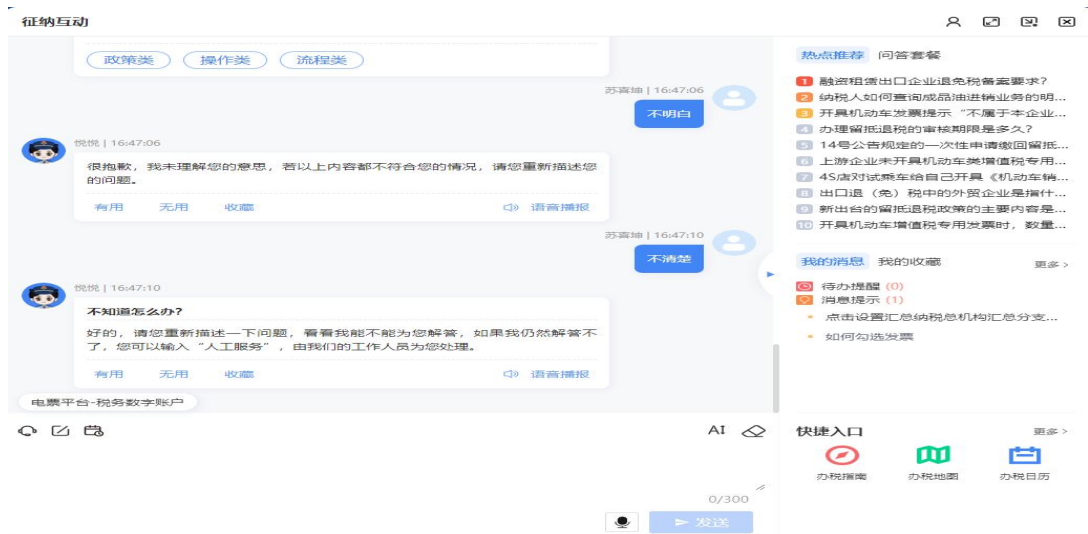 征纳互动
政策类 操作类 流程类
苏喜坤 | 16:47:06
不明白
悦悦 | 16:47:06
很抱歉，我未理解您的意思，若以上内容都不符合您的情况，请您重新描述您
的问题。
有用 无用 收藏 语音播报
苏喜坤 | 16:47:10
不清楚
悦悦 | 16:47:10
不知道怎么办?
好的，请您重新描述一下问题，看看我能不能为您解答，如果我仍然解答不
了，您可以输入“人工服务”，由我们的工作人员为您处理。
有用 无用 收藏 语音播报
电票平台-税务数字账户
AI
0/300
发送
热点推荐 问答套餐
1 融资租赁出口企业退免税备案要求?
2 纳税人如何查询成品油进销业务的明...
3 开具机动车发票提示“不属于本企业...
4 办理留抵退税的审核期限是多久?
5 14号公告规定的一次性申请缴回留抵...
6 上游企业未开具机动车类增值税专用...
7 4S店对试乘车给自己开具《机动车销...
8 出口退（免）税中的外贸企业是指什...
9 新出台的留抵退税政策的主要内容是...
10 开具机动车增值税专用发票时，数量...
我的消息 我的收藏 更多 >
待办提醒 (0)
消息提示 (1)
点击设置汇总纳税总机构汇总分支...
如何勾选发票
快捷入口 更多 >
办税指南 办税地图 办税日历